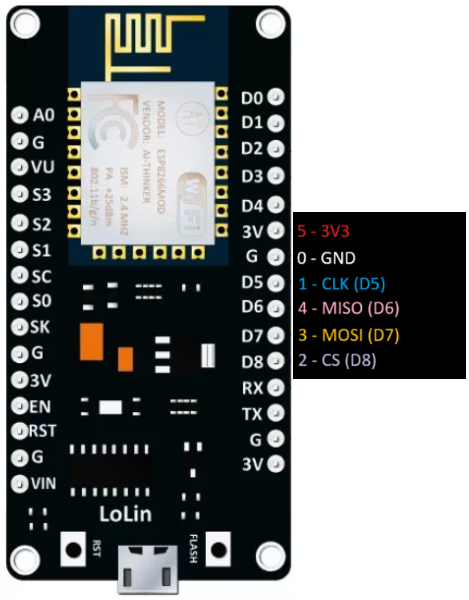 A0
G
VU
S3
S2
S1
SC
S0
SK
G
3V
EN
RST
G
VIN
MODEL: ESP8266MOD
VENDOR: AI-THINKER
ISM: 2.4 MHZ
PA +25dBm
802.11b/g/n
FC
AI
Wi Fi
D0
D1
D2
D3
D4
3V
G
D5
D6
D7
D8
RX
TX
G
3V
5 - 3V3
0 - GND
1 - CLK (D5)
4 - MISO (D6)
3 - MOSI (D7)
2 - CS (D8)
LoLin
RST
FLASH